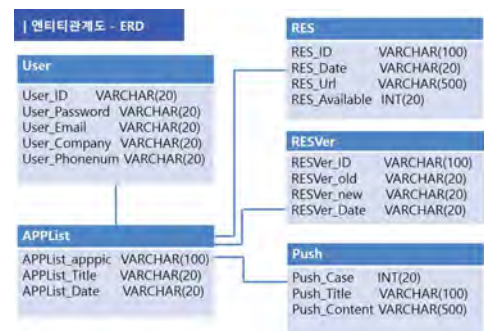 | 엔티티관계도 - ERD
User
User_ID VARCHAR(20)
User_Password VARCHAR(20)
User_Email VARCHAR(20)
User_Company VARCHAR(20)
User_Phonenum VARCHAR(20)
APPList
APPList_apppic VARCHAR(100)
APPList_Title VARCHAR(20)
APPList_Date VARCHAR(20)
RES
RES_ID VARCHAR(100)
RES_Date VARCHAR(20)
RES_Url VARCHAR(500)
RES_Available INT(20)
RESVer
RESVer_ID VARCHAR(100)
RESVer_old VARCHAR(20)
RESVer_new VARCHAR(20)
RESVer_Date VARCHAR(20)
Push
Push_Case INT(20)
Push_Title VARCHAR(100)
Push_Content VARCHAR(500)